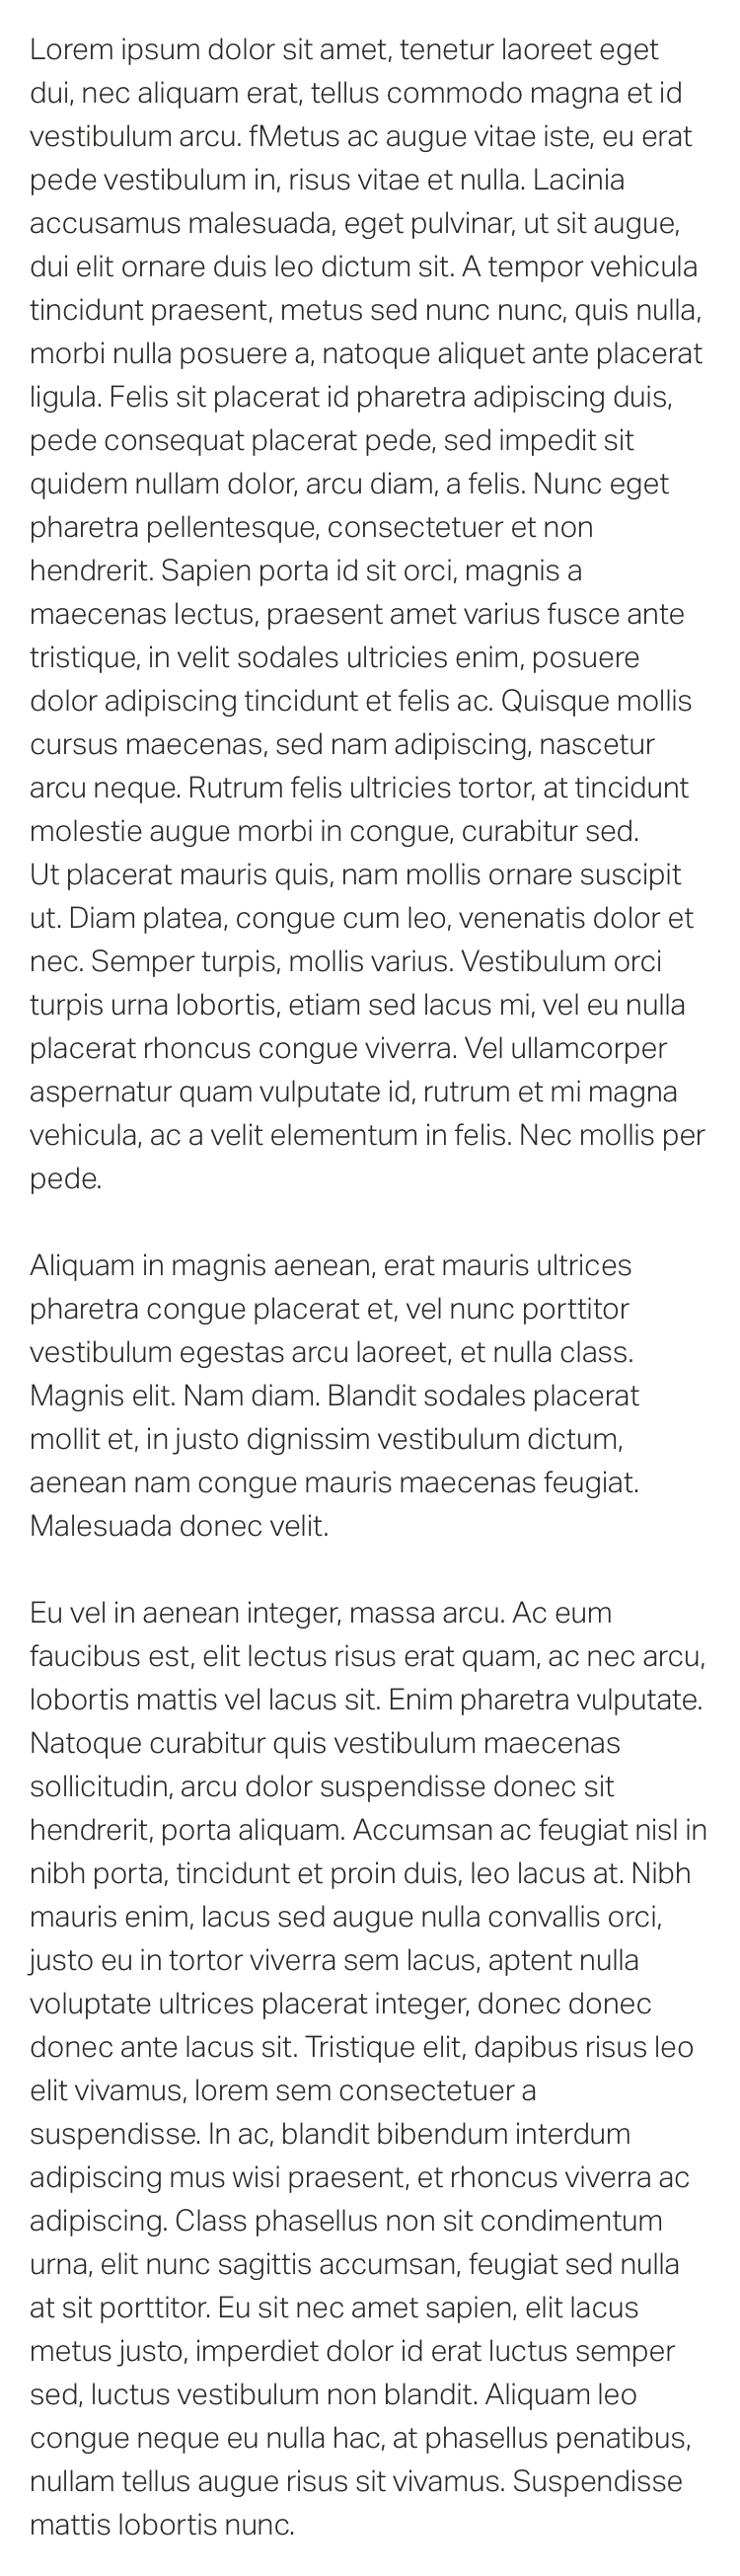 Lorem ipsum dolor sit amet, tenetur laoreet eget
dui, nec aliquam erat, tellus commodo magna et id
vestibulum arcu. fMetus ac augue vitae iste, eu erat
pede vestibulum in, risus vitae et nulla. Lacinia
accusamus malesuada, eget pulvinar, ut sit augue,
dui elit ornare duis leo dictum sit. A tempor vehicula
tincidunt praesent, metus sed nunc nunc, quis nulla,
morbi nulla posuere a, natoque aliquet ante placerat
ligula. Felis sit placerat id pharetra adipiscing duis,
pede consequat placerat pede, sed impedit sit
quidem nullam dolor, arcu diam, a felis. Nunc eget
pharetra pellentesque, consectetuer et non
hendrerit. Sapien porta id sit orci, magnis a
maecenas lectus, praesent amet varius fusce ante
tristique, in velit sodales ultricies enim, posuere
dolor adipiscing tincidunt et felis ac. Quisque mollis
cursus maecenas, sed nam adipiscing, nascetur
arcu neque. Rutrum felis ultricies tortor, at tincidunt
molestie augue morbi in congue, curabitur sed.
Ut placerat mauris quis, nam mollis ornare suscipit
ut. Diam platea, congue cum leo, venenatis dolor et
nec. Semper turpis, mollis varius. Vestibulum orci
turpis urna lobortis, etiam sed lacus mi, vel eu nulla
placerat rhoncus congue viverra. Vel ullamcorper
aspernatur quam vulputate id, rutrum et mi magna
vehicula, ac a velit elementum in felis. Nec mollis per
pede.

Aliquam in magnis aenean, erat mauris ultrices
pharetra congue placerat et, vel nunc porttitor
vestibulum egestas arcu laoreet, et nulla class.
Magnis elit. Nam diam. Blandit sodales placerat
mollit et, in justo dignissim vestibulum dictum,
aenean nam congue mauris maecenas feugiat.
Malesuada donec velit.

Eu vel in aenean integer, massa arcu. Ac eum
faucibus est, elit lectus risus erat quam, ac nec arcu,
lobortis mattis vel lacus sit. Enim pharetra vulputate.
Natoque curabitur quis vestibulum maecenas
sollicitudin, arcu dolor suspendisse donec sit
hendrerit, porta aliquam. Accumsan ac feugiat nisl in
nibh porta, tincidunt et proin duis, leo lacus at. Nibh
mauris enim, lacus sed augue nulla convallis orci,
justo eu in tortor viverra sem lacus, aptent nulla
voluptate ultrices placerat integer, donec donec
donec ante lacus sit. Tristique elit, dapibus risus leo
elit vivamus, lorem sem consectetuer a
suspendisse. In ac, blandit bibendum interdum
adipiscing mus wisi praesent, et rhoncus viverra ac
adipiscing. Class phasellus non sit condimentum
urna, elit nunc sagittis accumsan, feugiat sed nulla
at sit porttitor. Eu sit nec amet sapien, elit lacus
metus justo, imperdiet dolor id erat luctus semper
sed, luctus vestibulum non blandit. Aliquam leo
congue neque eu nulla hac, at phasellus penatibus,
nullam tellus augue risus sit vivamus. Suspendisse
mattis lobortis nunc.